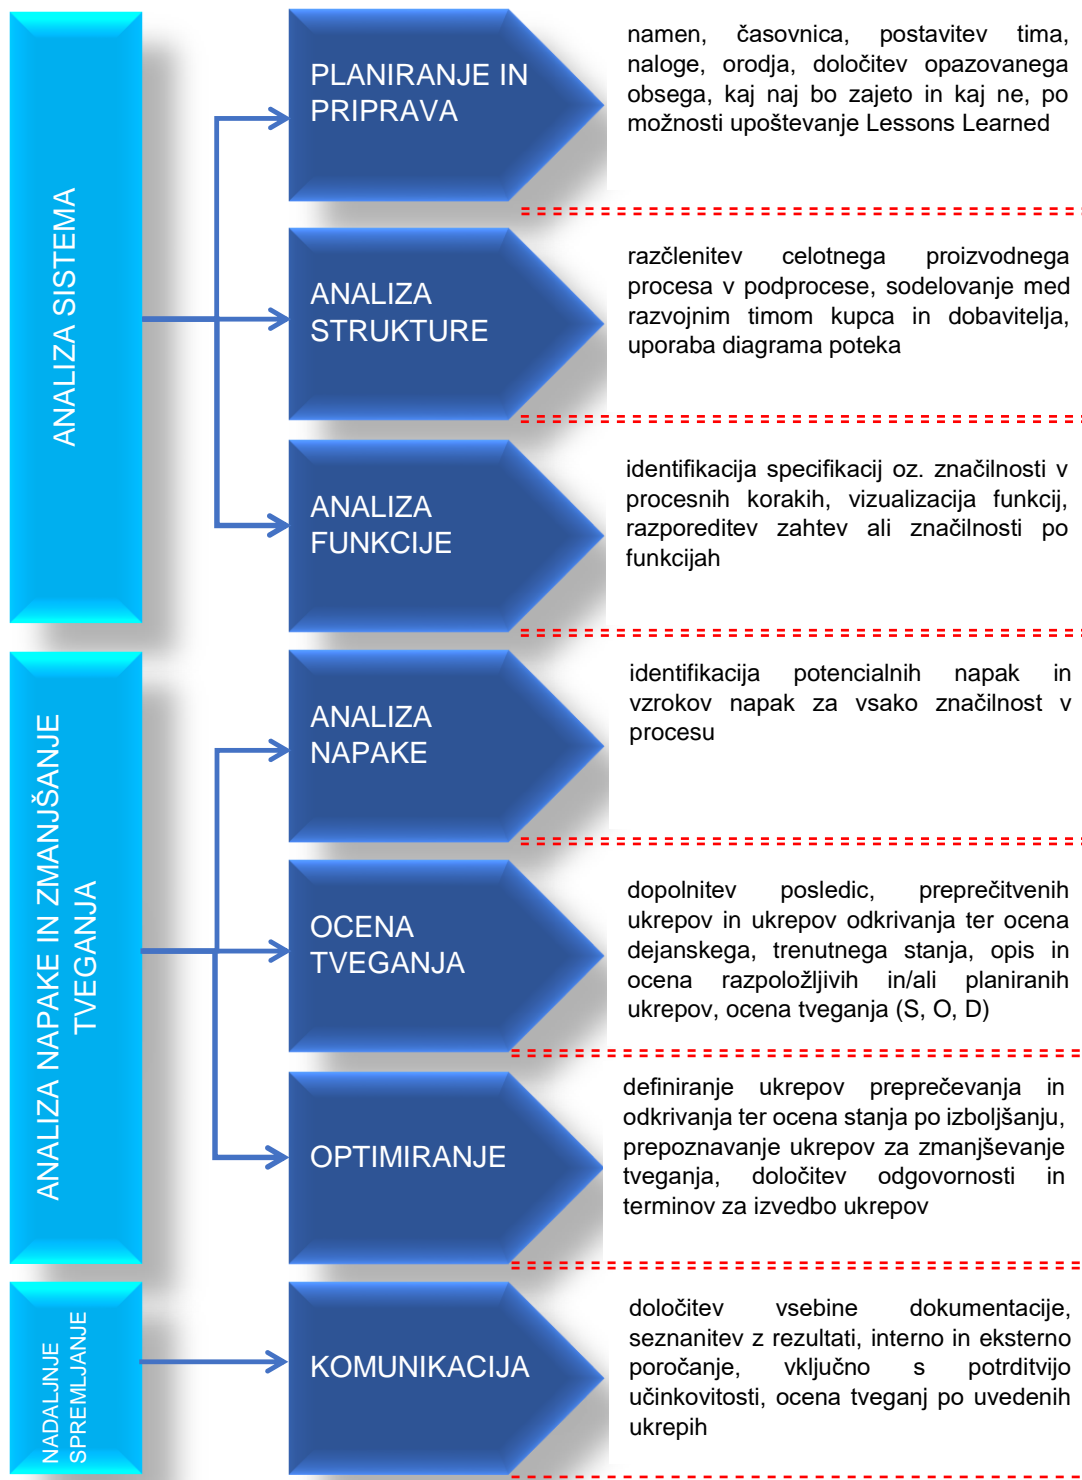 ANALIZA SISTEMA
PLANIRANJE IN
PRIPRAVA
namen, časovnica, postavitev tima,
naloge, orodja, določitev opazovanega
obsega, kaj naj bo zajeto in kaj ne, po
možnosti upoštevanje Lessons Learned
ANALIZA
STRUKTURE
razčlenitev celotnega proizvodnega
procesa v podprocese, sodelovanje med
razvojnim timom kupca in dobavitelja,
uporaba diagrama poteka
ANALIZA
FUNKCIJE
identifikacija specifikacij oz. značilnosti v
procesnih korakih, vizualizacija funkcij,
razporeditev zahtev ali značilnosti po
funkcijah
ANALIZA NAPAKE IN ZMANJŠANJE
TVEGANJA
ANALIZA
NAPAKE
identifikacija potencialnih napak in
vzrokov napak za vsako značilnost v
procesu
OCENA
TVEGANJA
dopolnitev posledic, preprečitvenih
ukrepov in ukrepov odkrivanja ter ocena
dejanskega, trenutnega stanja, opis in
ocena razpoložljivih in/ali planiranih
ukrepov, ocena tveganja (S, O, D)
OPTIMIRANJE
definiranje ukrepov preprečevanja in
odkrivanja ter ocena stanja po izboljšanju,
prepoznavanje ukrepov za zmanjševanje
tveganja, določitev odgovornosti in
terminov za izvedbo ukrepov
NADALJNJE
SPREMLJANJE
KOMUNIKACIJA
določitev vsebine dokumentacije,
seznanitev z rezultati, interno in eksterno
poročanje, vključno s potrditvijo
učinkovitosti, ocena tveganj po uvedenih
ukrepih